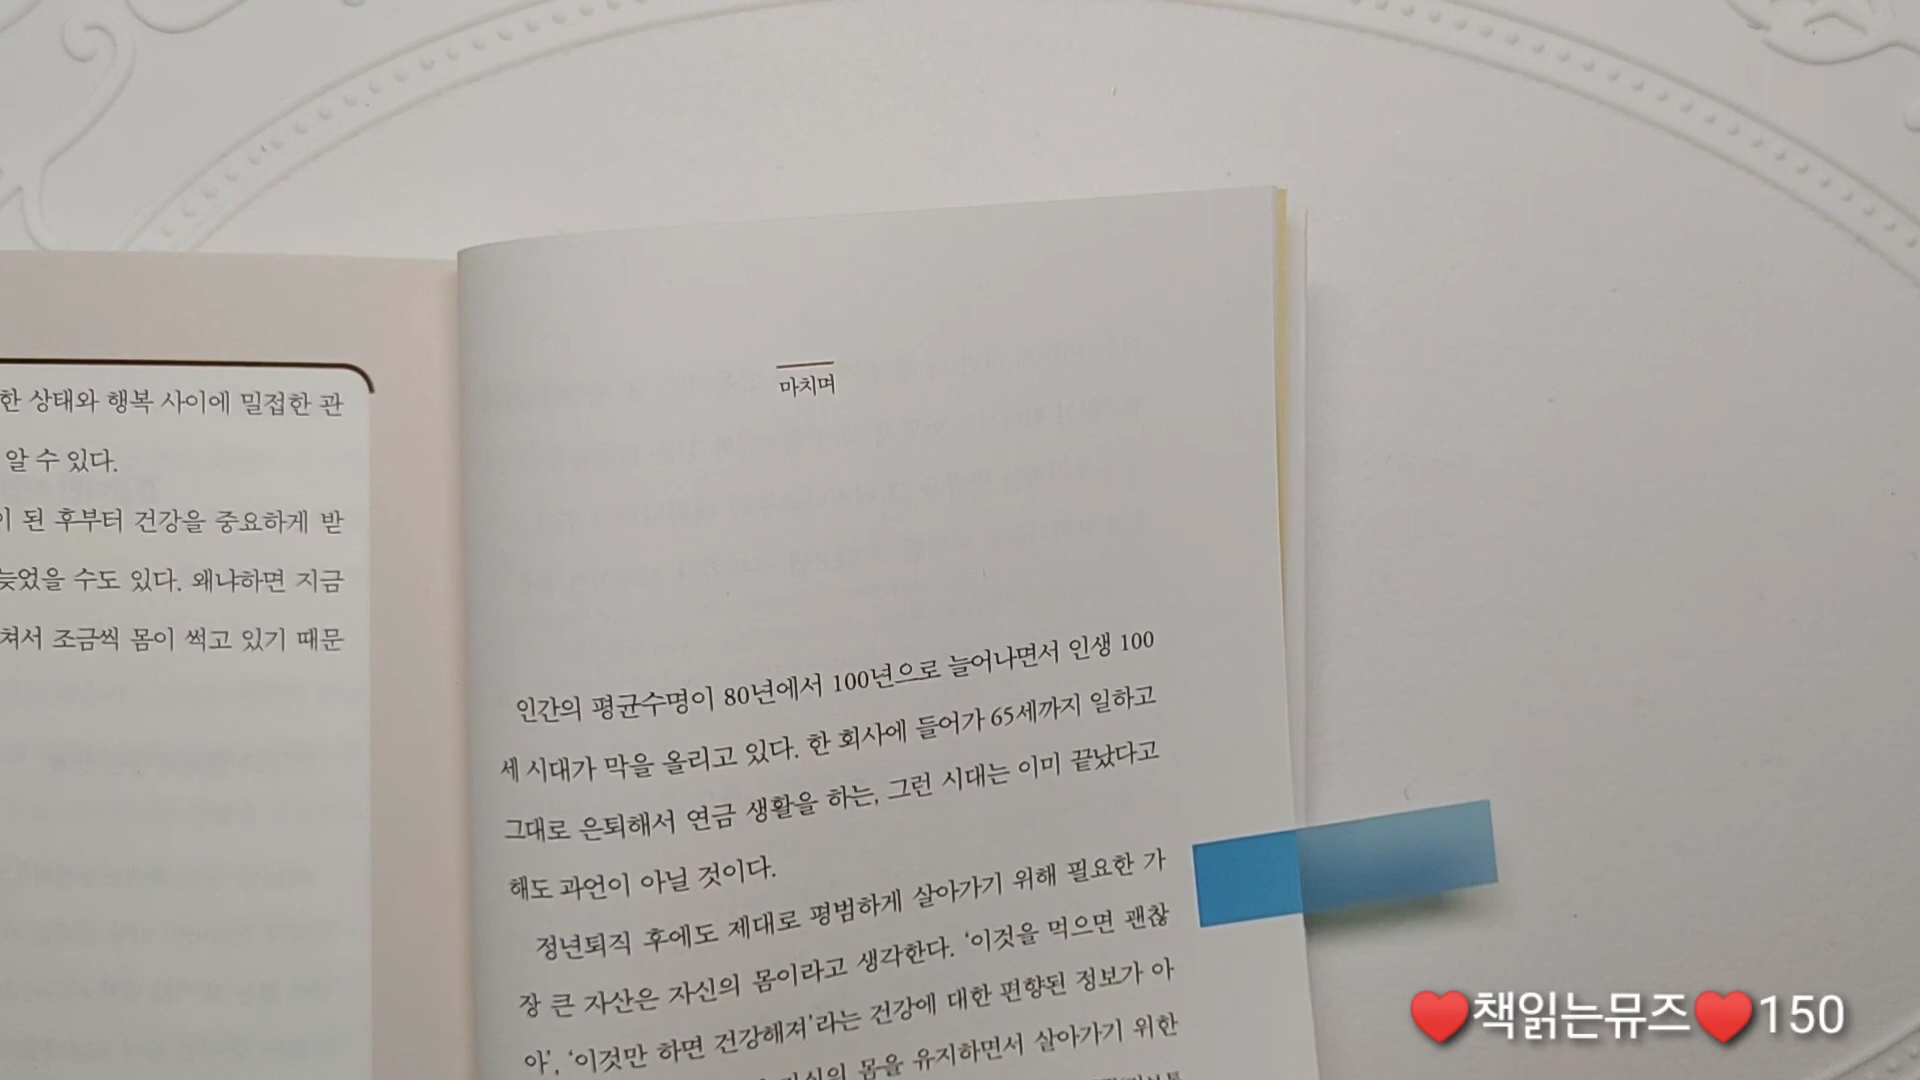 한 상태와 행복 사이에 밀접한 관
알 수 있다.
된 후부터 건강을 중요하게 받
늦었을 수도 있다. 왜냐하면 지금
쳐서 조금씩 몸이 썩고 있기 때문
마치며
인간의 평균수명이 80년에서 100년으로 늘어나면서 인생 100
세 시대가 막을 올리고 있다. 한 회사에 들어가 65세까지 일하고
그대로 은퇴해서 연금 생활을 하는, 그런 시대는 이미 끝났다고
해도 과언이 아닐 것이다.
정년퇴직 후에도 제대로 평범하게 살아가기 위해 필요한 가
장 큰 자산은 자신의 몸이라고 생각한다. ‘이것을 먹으면 괜찮
아’, ‘이것만 하면 건강해져’라는 건강에 대한 편향된 정보가 아
자신의 몸을 유지하면서 살아가기 위한
♥책읽는뮤즈♥150